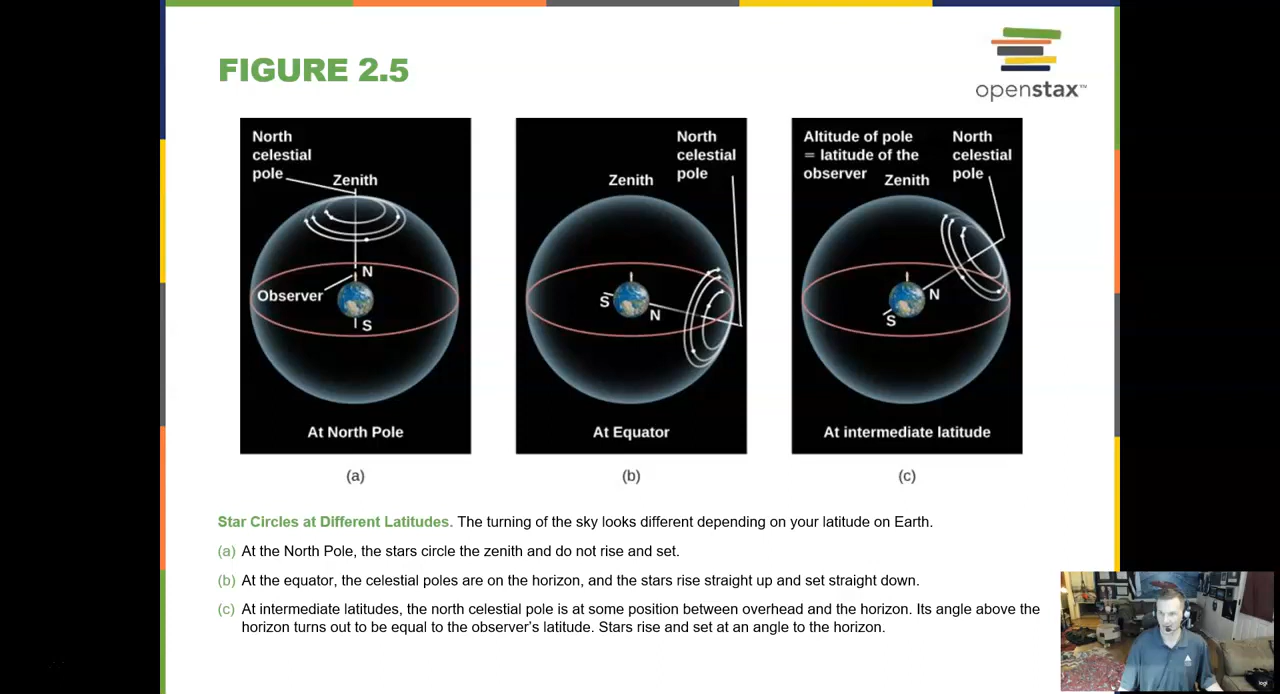 FIGURE 2.5
openstax™
North
celestial
pole
Zenith
N
Observer
S
At North Pole
(a)
North
celestial
pole
Zenith
S
N
At Equator
(b)
Altitude of pole
= latitude of the
observer
Zenith
North
celestial
pole
N
S
At intermediate latitude
(c)
Star Circles at Different Latitudes. The turning of the sky looks different depending on your latitude on Earth.
(a) At the North Pole, the stars circle the zenith and do not rise and set.
(b) At the equator, the celestial poles are on the horizon, and the stars rise straight up and set straight down.
(c) At intermediate latitudes, the north celestial pole is at some position between overhead and the horizon. Its angle above the
horizon turns out to be equal to the observer's latitude. Stars rise and set at an angle to the horizon.
logi